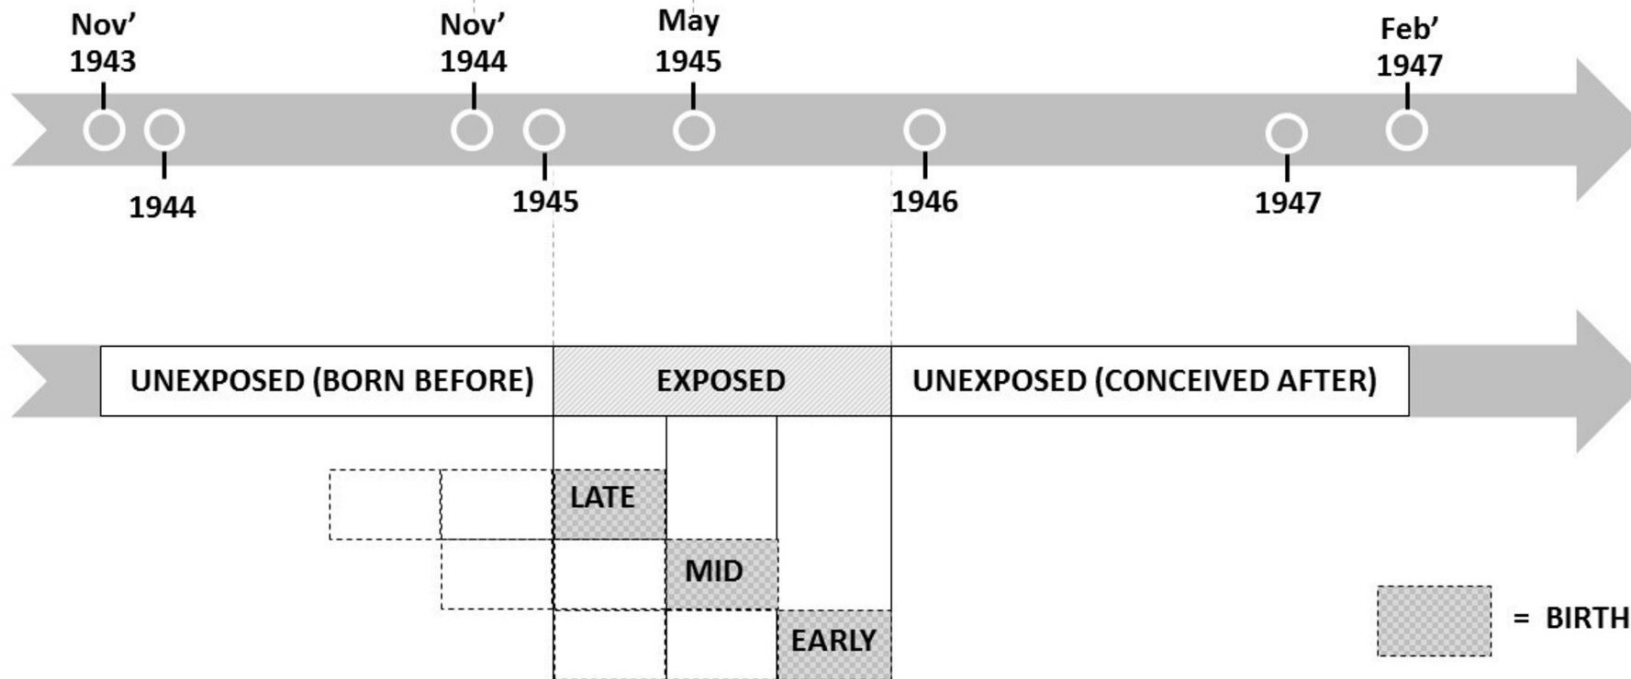 Nov’
1943
Nov’
1944
May
1945
Feb’
1947
1944
1945
1946
1947
UNEXPOSED (BORN BEFORE)
EXPOSED
UNEXPOSED (CONCEIVED AFTER)
LATE
MID
EARLY
= BIRTH